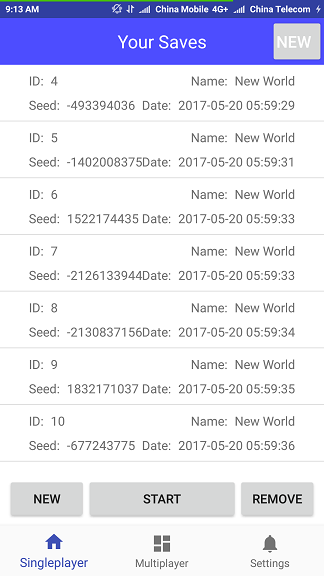 9:13 AM China Mobile 4G+ China Telecom
Your Saves NEW
ID: 4 Name: New World
Seed: -493394036 Date: 2017-05-20 05:59:29
ID: 5 Name: New World
Seed: -1402008375Date: 2017-05-20 05:59:31
ID: 6 Name: New World
Seed: 1522174435 Date: 2017-05-20 05:59:33
ID: 7 Name: New World
Seed: -2126133944Date: 2017-05-20 05:59:33
ID: 8 Name: New World
Seed: -2130837156Date: 2017-05-20 05:59:34
ID: 9 Name: New World
Seed: 1832171037 Date: 2017-05-20 05:59:35
ID: 10 Name: New World
Seed: -677243775 Date: 2017-05-20 05:59:36
NEW START REMOVE
Singleplayer Multiplayer Settings